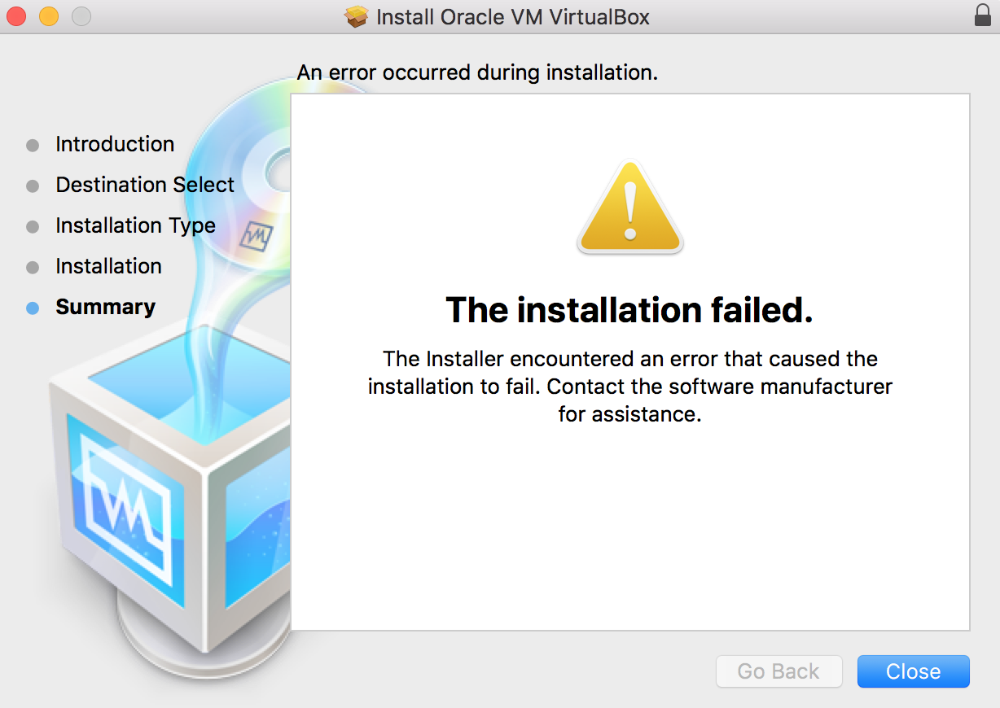 Install Oracle VM VirtualBox
An error occurred during installation.
Introduction
Destination Select
Installation Type
Installation
Summary
The installation failed.
The Installer encountered an error that caused the
installation to fail. Contact the software manufacturer
for assistance.
Go Back
Close